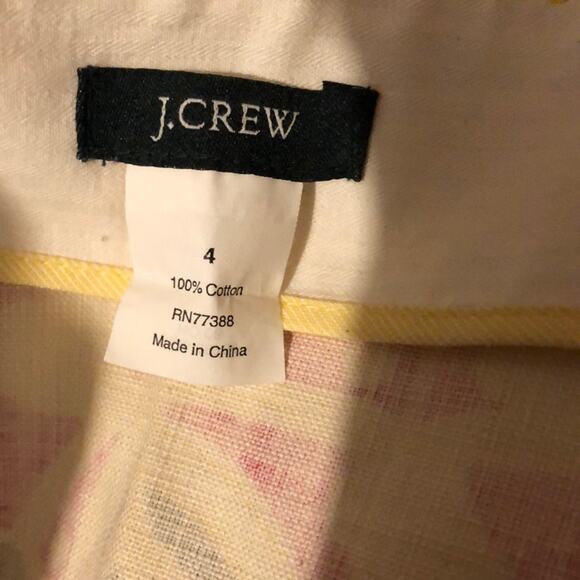 J.CREW
4
100% Cotton
RN77388
Made in China